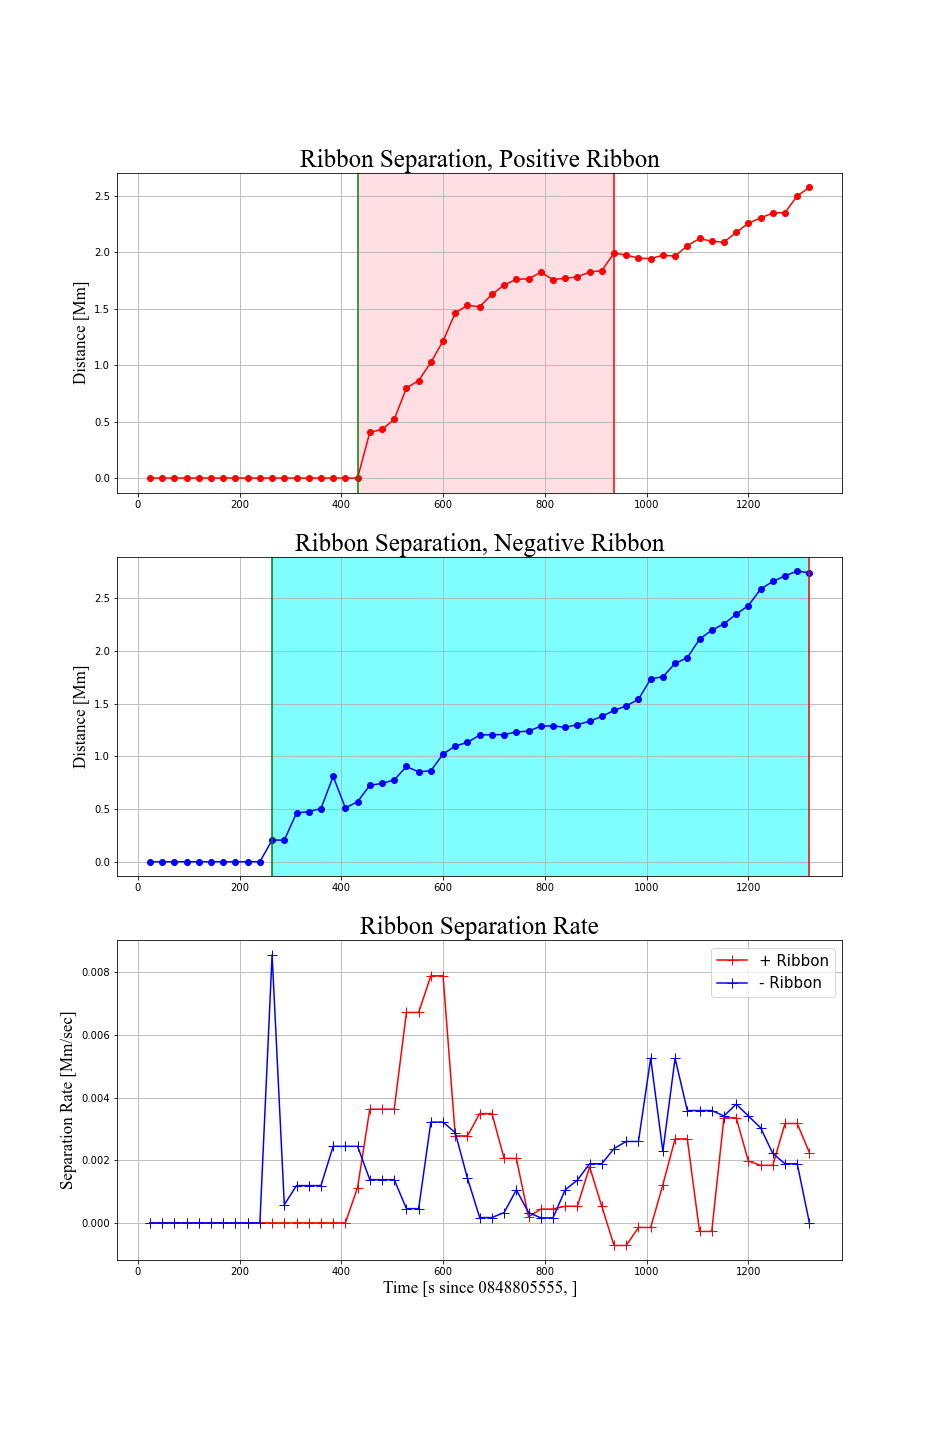 Ribbon Separation, Positive Ribbon
2.5
2.0
1.5
1.0
0.5
0.0
Distance [Mm]
0 200 400 600 800 1000 1200
Ribbon Separation, Negative Ribbon
2.5
2.0
1.5
1.0
0.5
0.0
Distance [Mm]
0 200 400 600 800 1000 1200
Ribbon Separation Rate
+ Ribbon
- Ribbon
0.008
0.006
0.004
0.002
0.000
Separation Rate [Mm/sec]
0 200 400 600 800 1000 1200
Time [s since 0848805555, ]